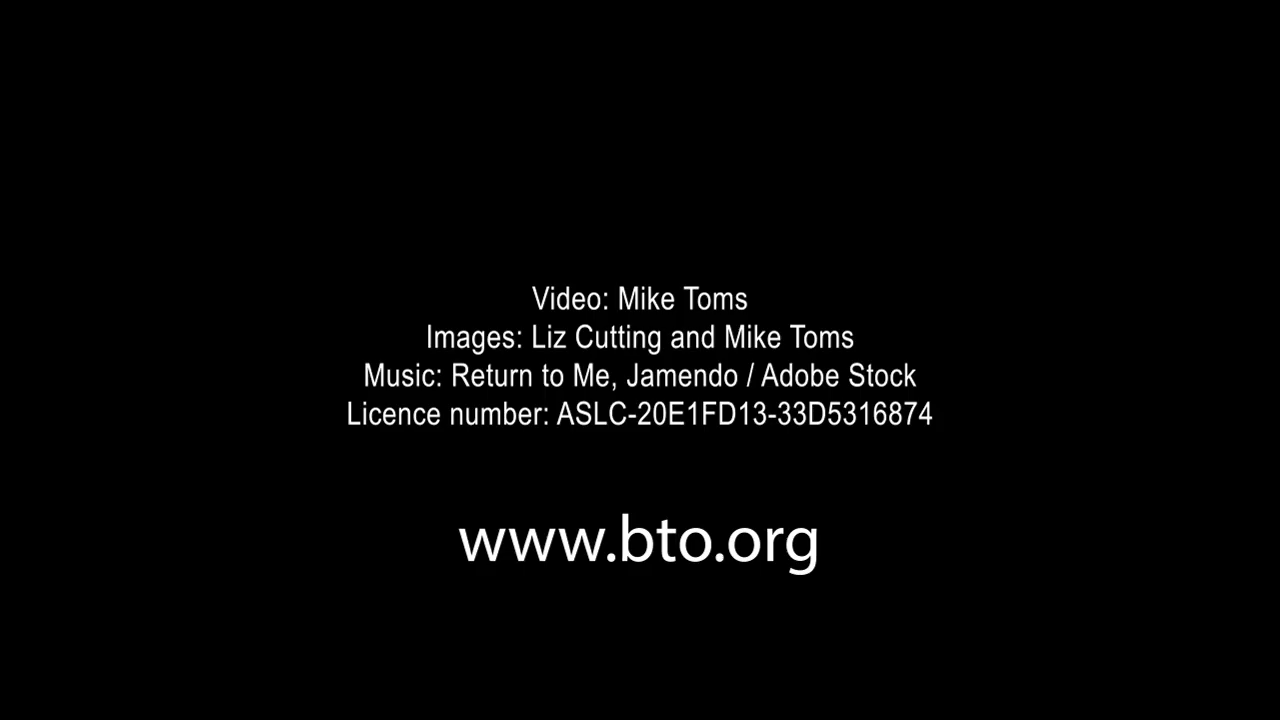 Video: Mike Toms
Images: Liz Cutting and Mike Toms
Music: Return to Me, Jamendo / Adobe Stock
Licence number: ASLC-20E1FD13-33D5316874
www.bto.org